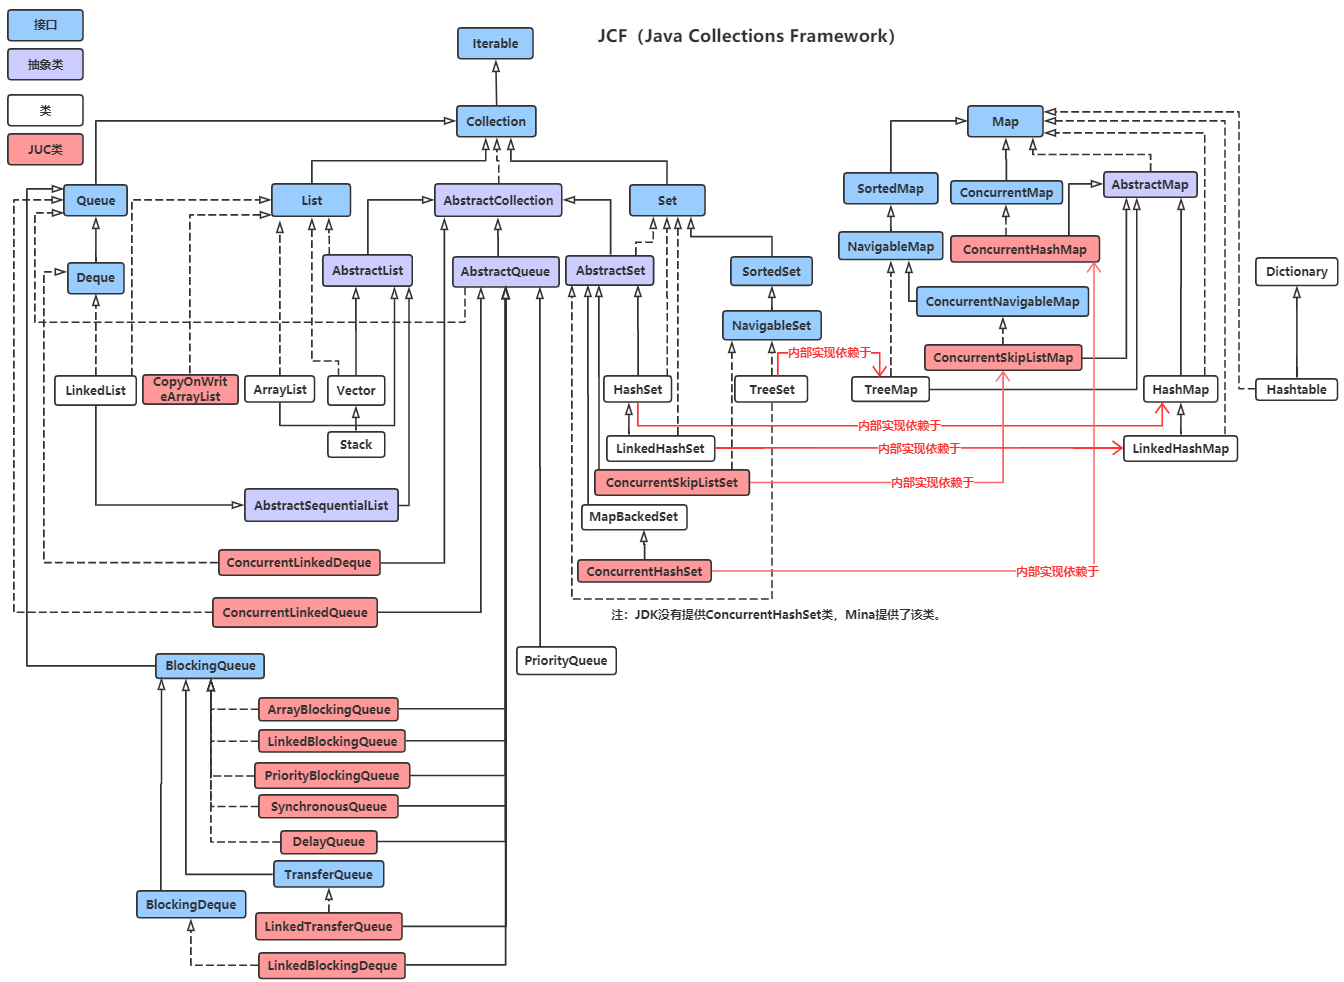 接口
JCF（Java Collections Framework）
Iterable
抽象类
类
Collection
Map
JUC类
Queue
List
AbstractCollection
Set
SortedMap
ConcurrentMap
AbstractMap
Deque
AbstractList
AbstractQueue
AbstractSet
SortedSet
NavigableMap
ConcurrentHashMap
Dictionary
ConcurrentNavigableMap
NavigableSet
内部实现依赖于
ConcurrentSkipListMap
LinkedList
CopyOnWrit
eArrayList
ArrayList
Vector
HashSet
TreeSet
TreeMap
HashMap
Hashtable
内部实现依赖于
Stack
LinkedHashSet
内部实现依赖于
LinkedHashMap
ConcurrentSkipListSet
内部实现依赖于
AbstractSequentialList
MapBackedSet
ConcurrentLinkedDeque
ConcurrentHashSet
内部实现依赖于
ConcurrentLinkedQueue
注：JDK没有提供ConcurrentHashSet类，Mina提供了该类。
BlockingQueue
PriorityQueue
ArrayBlockingQueue
LinkedBlockingQueue
PriorityBlockingQueue
SynchronousQueue
DelayQueue
TransferQueue
BlockingDeque
LinkedTransferQueue
LinkedBlockingDeque